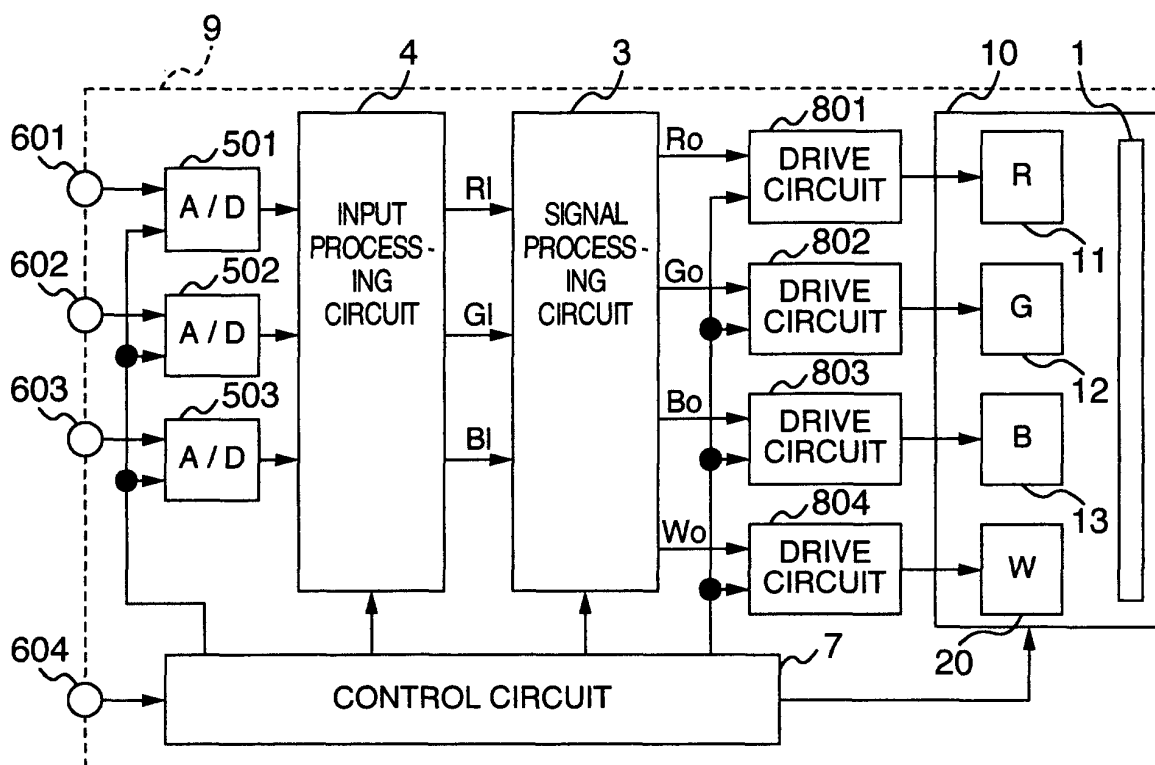 9
4
3
10
1
601
501
A / D
602
502
A / D
603
503
A / D
604
INPUT
PROCESS -
ING
CIRCUIT
RI
GI
BI
SIGNAL
PROCESS -
ING
CIRCUIT
Ro
Go
Bo
Wo
801
DRIVE
CIRCUIT
802
DRIVE
CIRCUIT
803
DRIVE
CIRCUIT
804
DRIVE
CIRCUIT
R
11
G
12
B
13
W
20
7
CONTROL CIRCUIT